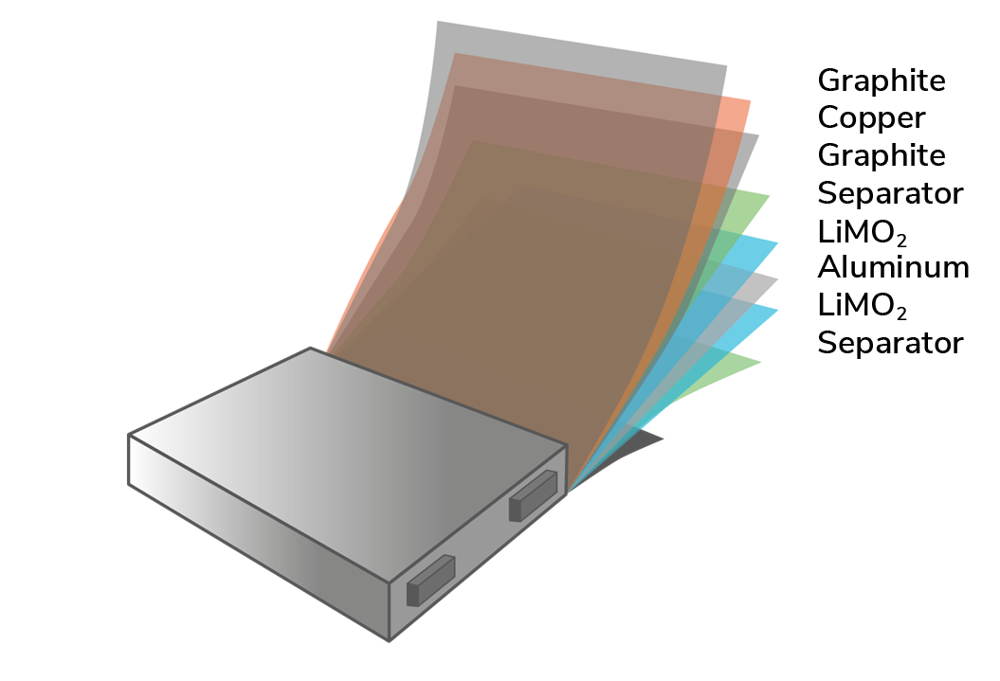 Graphite
Copper
Graphite
Separator
LiMO₂
Aluminum
LiMO₂
Separator